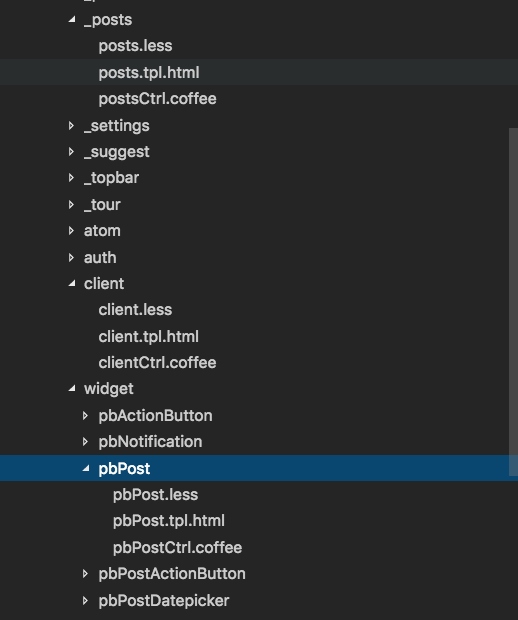 _posts
posts.less
posts.tpl.html
postsCtrl.coffee
_settings
_suggest
_topbar
_tour
atom
auth
client
client.less
client.tpl.html
clientCtrl.coffee
widget
pbActionButton
pbNotification
pbPost
pbPost.less
pbPost.tpl.html
pbPostCtrl.coffee
pbPostActionButton
pbPostDatepicker